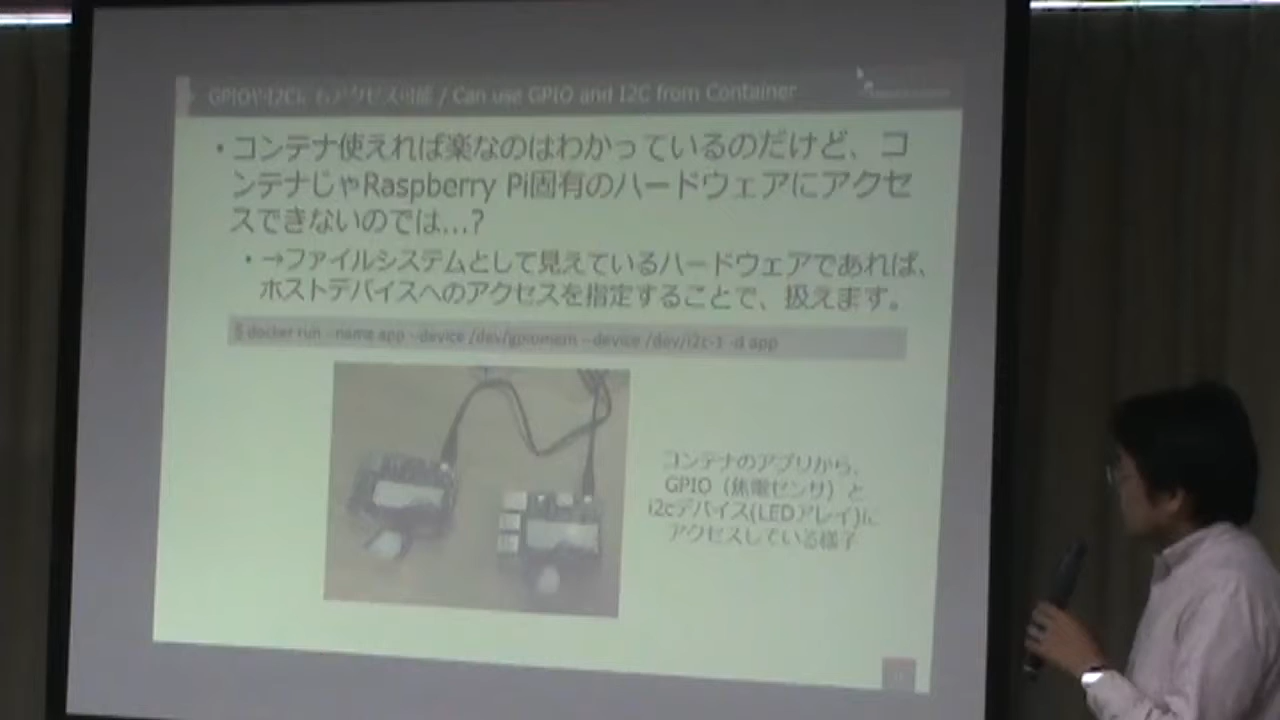 GPIOやI2Cにもアクセス可能 / Can use GPIO and I2C from Container
・コンテナ使えれば楽なのはわかっているのだけど、コ
ンテナじゃRaspberry Pi固有のハードウェアにアクセ
スできないのでは…?
・→ファイルシステムとして見えているハードウェアであれば、
ホストデバイスへのアクセスを指定することで、扱えます。
$ docker run --name app --device /dev/gpiomem --device /dev/i2c-1 -d app
コンテナのアプリから、
GPIO（焦電センサ）と
i2cデバイス(LEDアレイ)に
アクセスしている様子